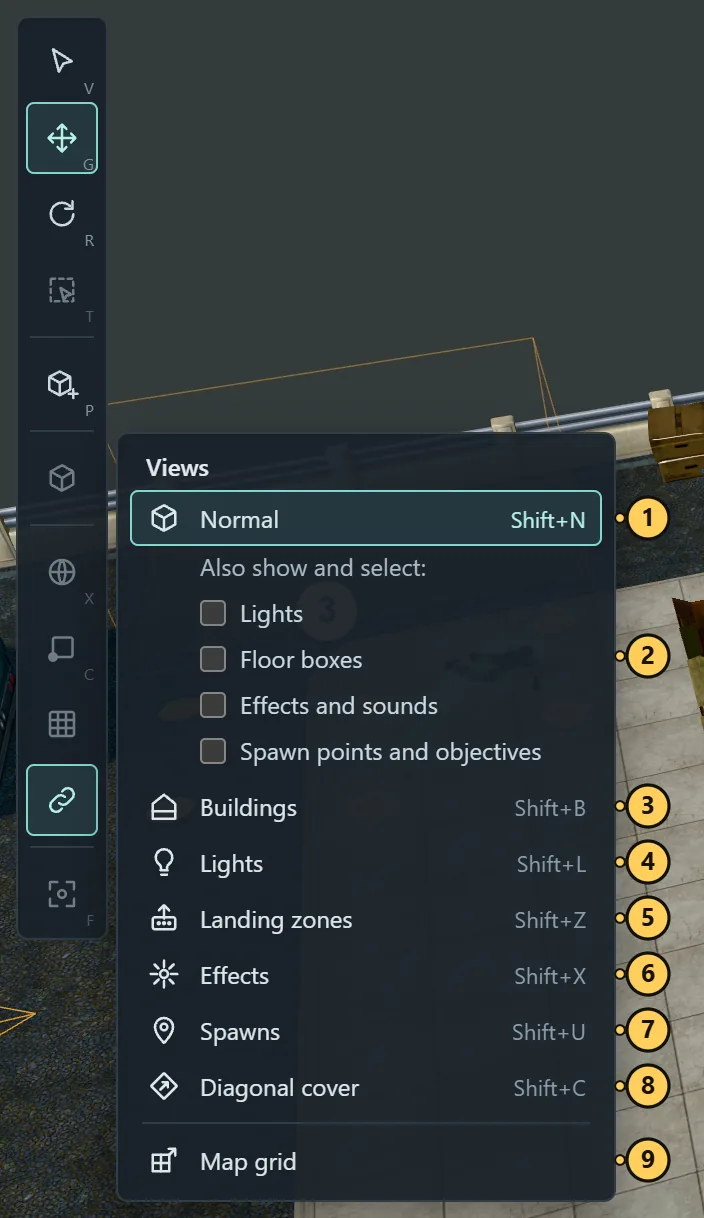 V
G
R
T
P
X
C
F
Views
Normal Shift+N
Also show and select:
Lights
Floor boxes
Effects and sounds
Spawn points and objectives
Buildings Shift+B
Lights Shift+L
Landing zones Shift+Z
Effects Shift+X
Spawns Shift+U
Diagonal cover Shift+C
Map grid
1
2
3
4
5
6
7
8
9
3